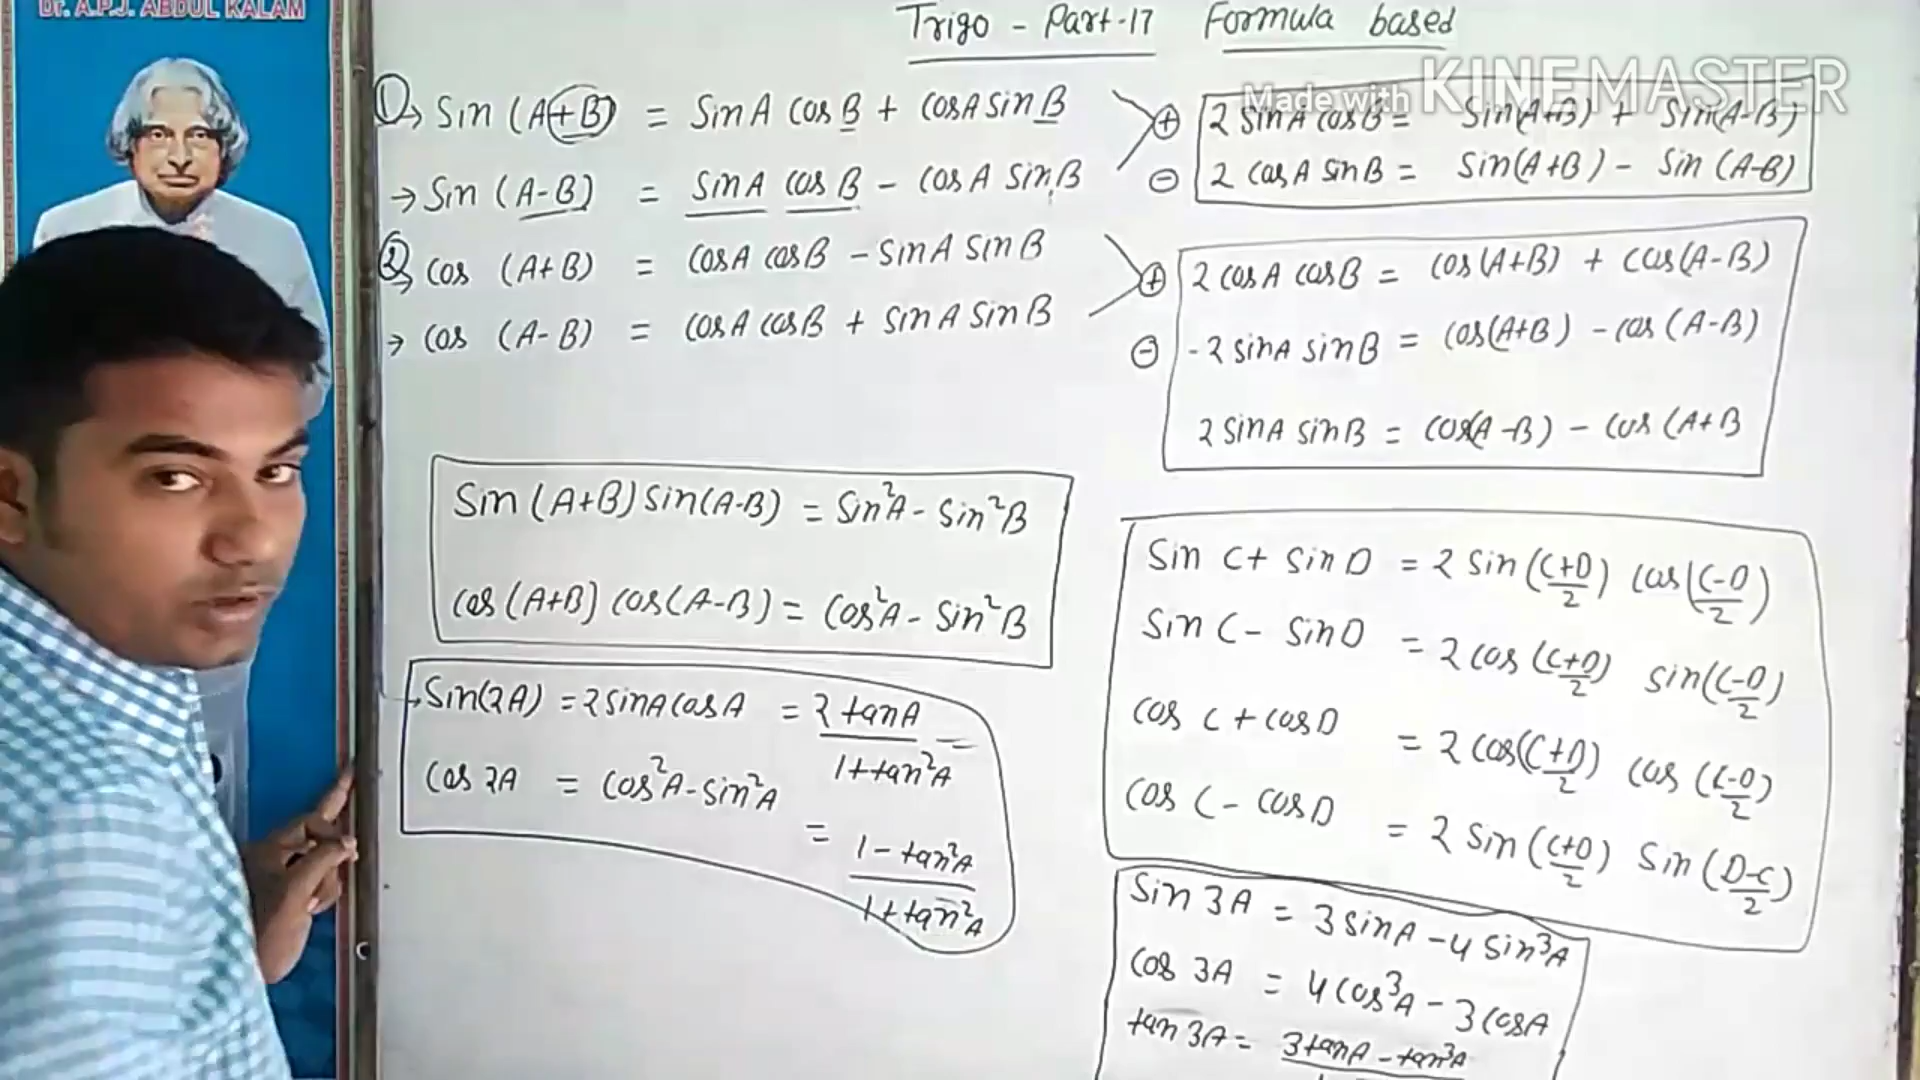 Dr. A.P.J. ABDUL KALAM
Trigo - Part-17 Formula based
Made with KINEMASTER
① → Sin (A+B) = SinA cosB + cosA sinB
→ Sin (A-B) = SinA cosB - cosA sinB
② → cos (A+B) = cosA cosB - sinA sinB
→ cos (A-B) = cosA cosB + sinA sinB
⊕ 2 sinA cosB = Sin(A+B) + Sin(A-B)
⊖ 2 cosA sinB = Sin(A+B) - Sin (A-B)
⊕ 2 cosA cosB = cos(A+B) + cos(A-B)
⊖ -2 sinA sinB = cos(A+B) - cos (A-B)
2 sinA sinB = cos(A-B) - cos (A+B
Sin (A+B) sin(A-B) = Sin²A - Sin²B
cos (A+B) cos(A-B) = cos²A - Sin²B
→ Sin(2A) = 2 sinA cosA = 2 tanA / 1+tan²A
cos 2A = cos²A - sin²A = 1 - tan²A / 1+tan²A
Sin C + sin D = 2 sin (C+D/2) cos (C-D/2)
Sin C - sin D = 2 cos (C+D/2) sin (C-D/2)
cos C + cos D = 2 cos (C+D/2) cos (C-D/2)
cos C - cos D = 2 sin (C+D/2) Sin (D-C/2)
Sin 3A = 3 sinA - 4 sin³A
cos 3A = 4 cos³A - 3 cosA
tan 3A = 3tanA - tan³A